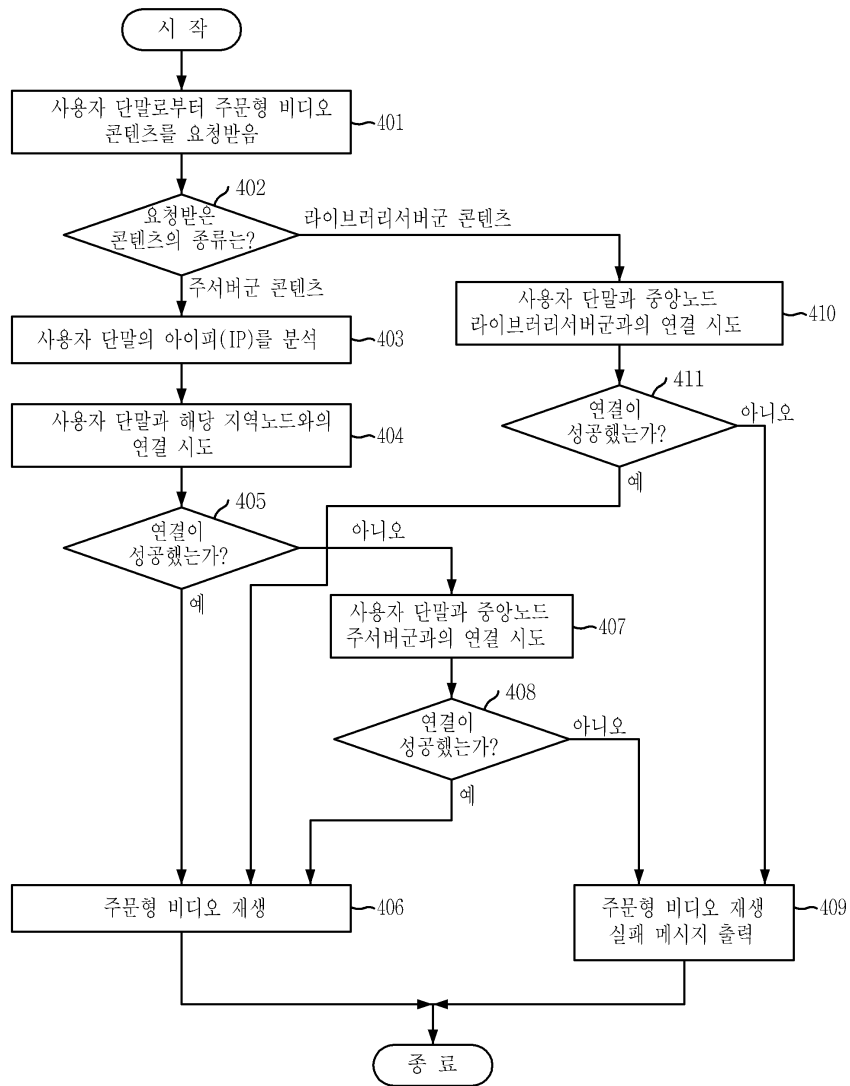 시 작
사용자 단말로부터 주문형 비디오
콘텐츠를 요청받음
401
402
요청받은
콘텐츠의 종류는?
라이브러리서버군 콘텐츠
주서버군 콘텐츠
사용자 단말의 아이피(IP)를 분석
403
사용자 단말과 중앙노드
라이브러리서버군과의 연결 시도
410
사용자 단말과 해당 지역노드와의
연결 시도
404
411
연결이
성공했는가?
아니오
예
405
연결이
성공했는가?
아니오
예
사용자 단말과 중앙노드
주서버군과의 연결 시도
407
408
연결이
성공했는가?
아니오
예
주문형 비디오 재생
406
주문형 비디오 재생
실패 메시지 출력
409
종 료